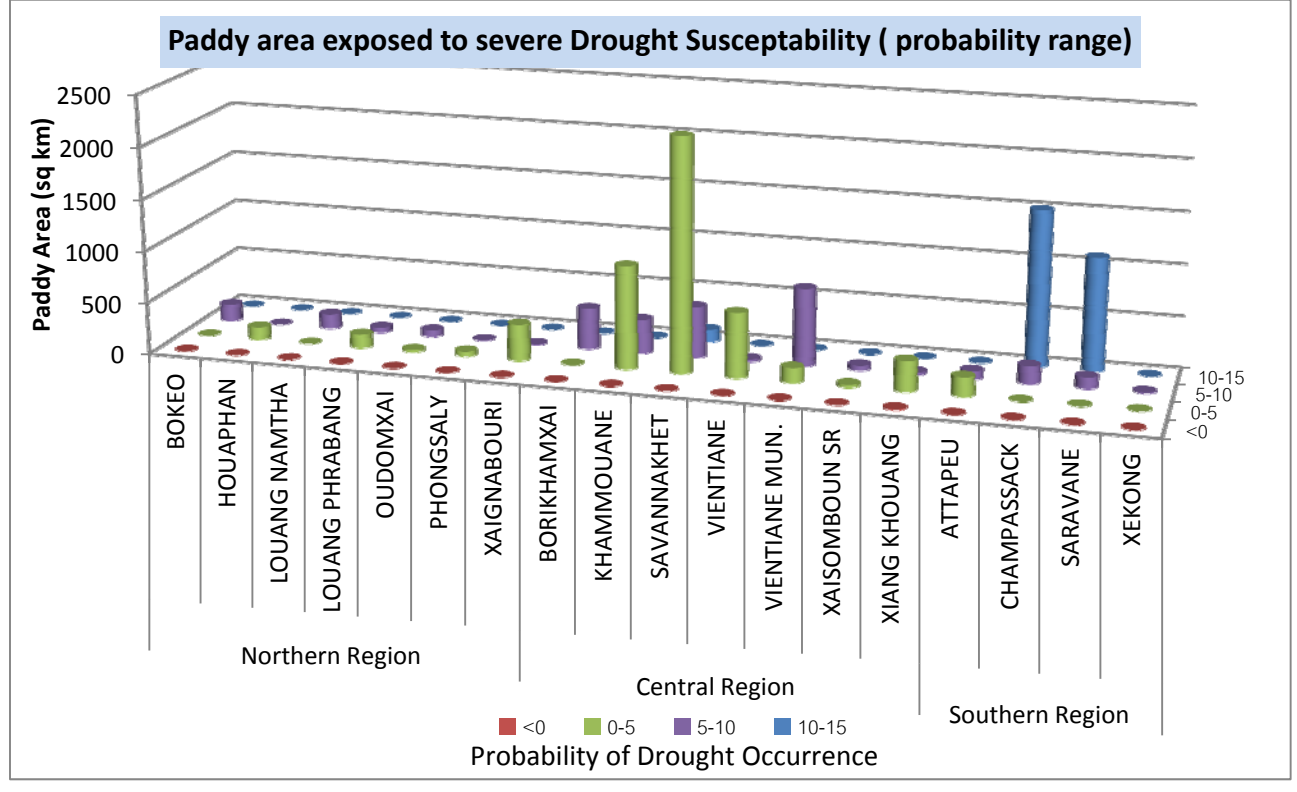 Paddy area exposed to severe Drought Susceptability ( probability range)
Paddy Area (sq km)
2500
2000
1500
1000
500
0
10-15
5-10
0-5
<0
BOKEO
HOUAPHAN
LOUANG NAMTHA
LOUANG PHRABANG
OUDOMXAI
PHONGSALY
XAIGNABOURI
BORIKHAMXAI
KHAMMOUANE
SAVANNAKHET
VIENTIANE
VIENTIANE MUN.
XAISOMBOUN SR
XIANG KHOUANG
ATTAPEU
CHAMPASSACK
SARAVANE
XEKONG
Northern Region
Central Region
Southern Region
<0 0-5 5-10 10-15
Probability of Drought Occurrence